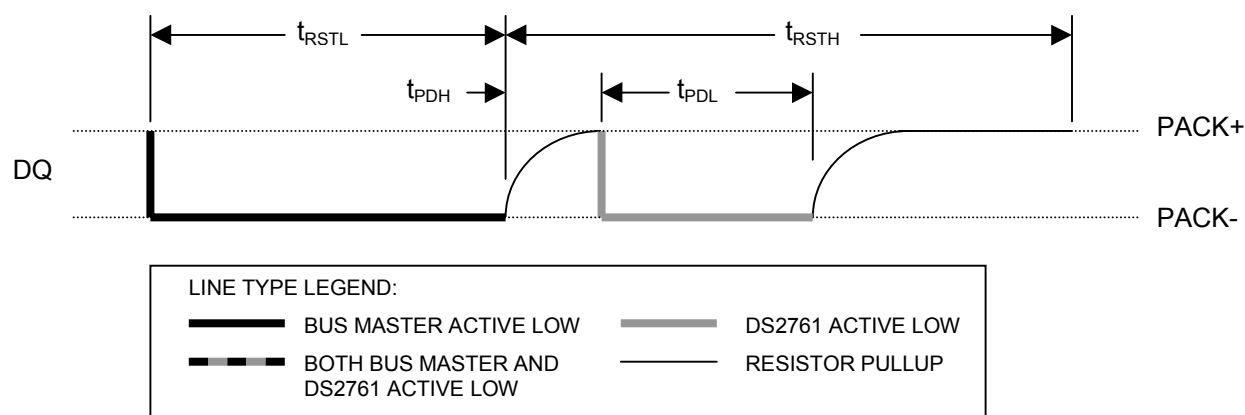 tRSTL
tRSTH
tPDH
tPDL
PACK+
DQ
PACK-
LINE TYPE LEGEND:
BUS MASTER ACTIVE LOW
DS2761 ACTIVE LOW
BOTH BUS MASTER AND
DS2761 ACTIVE LOW
RESISTOR PULLUP